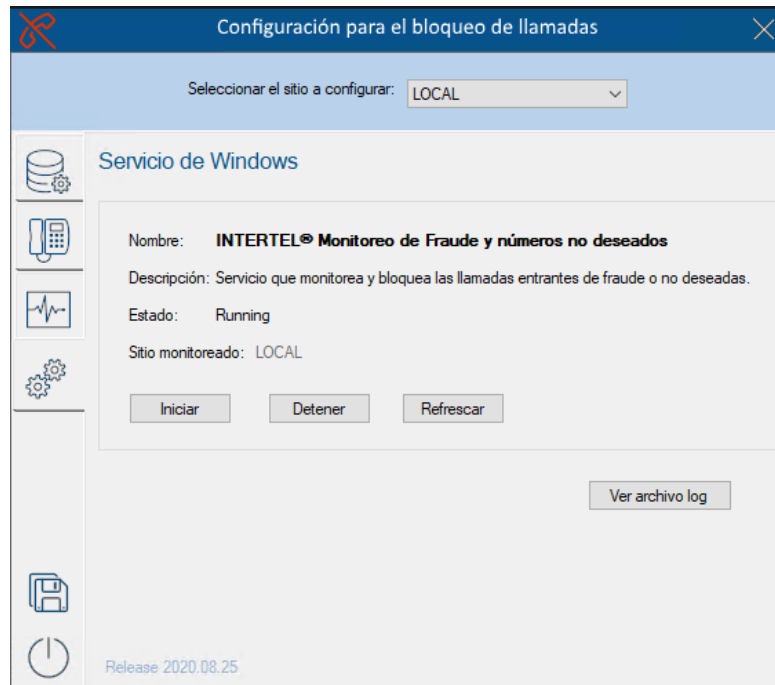 Configuración para el bloqueo de llamadas
Seleccionar el sitio a configurar: LOCAL
Servicio de Windows
Nombre: INTERTEL® Monitoreo de Fraude y números no deseados
Descripción: Servicio que monitorea y bloquea las llamadas entrantes de fraude o no deseadas.
Estado: Running
Sitio monitoreado: LOCAL
Iniciar Detener Refrescar
Ver archivo log
Release 2020.08.25